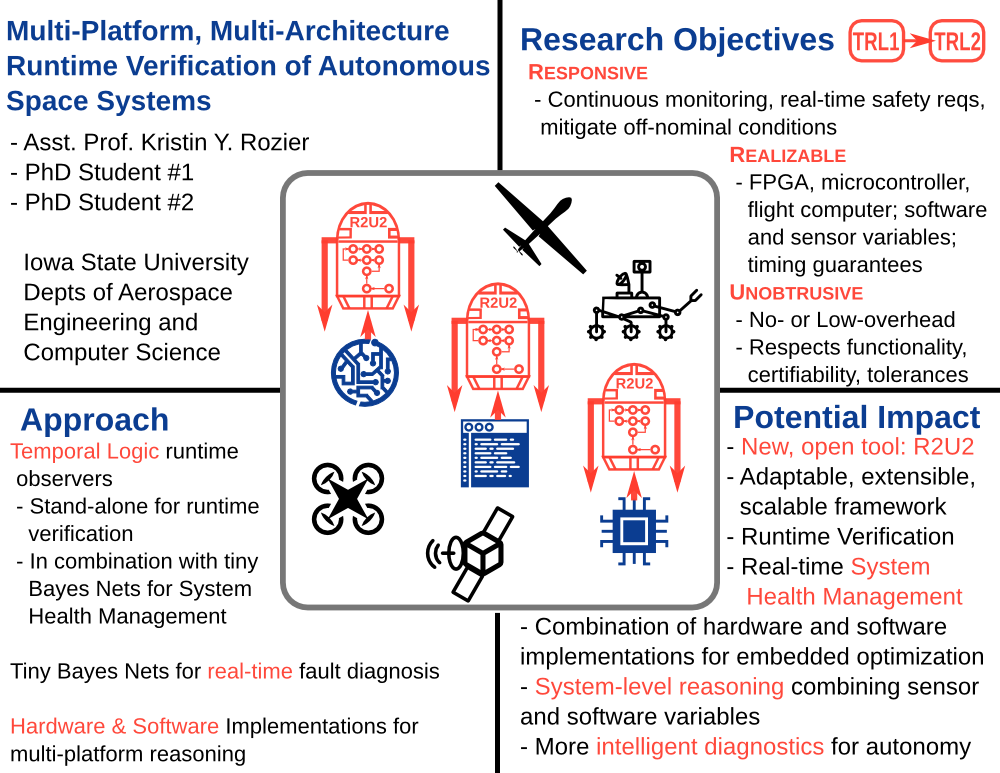 Multi-Platform, Multi-Architecture
Runtime Verification of Autonomous
Space Systems
- Asst. Prof. Kristin Y. Rozier
- PhD Student #1
- PhD Student #2
Iowa State University
Depts of Aerospace
Engineering and
Computer Science
Research Objectives
TRL1
TRL2
RESPONSIVE
- Continuous monitoring, real-time safety reqs,
mitigate off-nominal conditions
REALIZABLE
- FPGA, microcontroller,
flight computer; software
and sensor variables;
timing guarantees
UNOBTRUSIVE
- No- or Low-overhead
- Respects functionality,
certifiability, tolerances
R2U2
R2U2
R2U2
Approach
Temporal Logic runtime
observers
- Stand-alone for runtime
verification
- In combination with tiny
Bayes Nets for System
Health Management
Tiny Bayes Nets for real-time fault diagnosis
Hardware & Software Implementations for
multi-platform reasoning
Potential Impact
- New, open tool: R2U2
- Adaptable, extensible,
scalable framework
- Runtime Verification
- Real-time System
Health Management
- Combination of hardware and software
implementations for embedded optimization
- System-level reasoning combining sensor
and software variables
- More intelligent diagnostics for autonomy